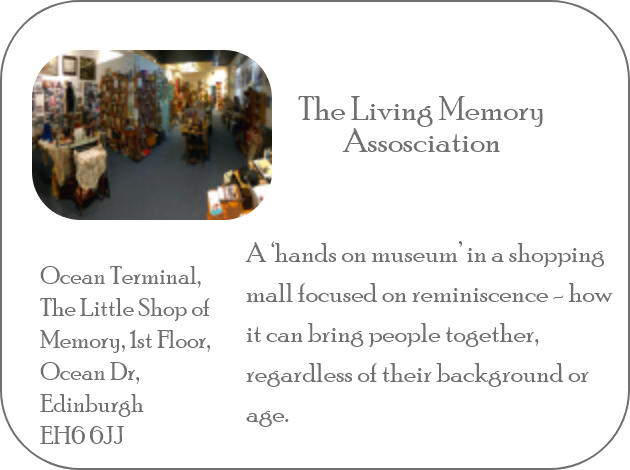 The Living Memory
Assosciation
Ocean Terminal,
The Little Shop of
Memory, 1st Floor,
Ocean Dr,
Edinburgh
EH6 6JJ
A ‘hands on museum’ in a shopping
mall focused on reminiscence ~ how
it can bring people together,
regardless of their background or
age.